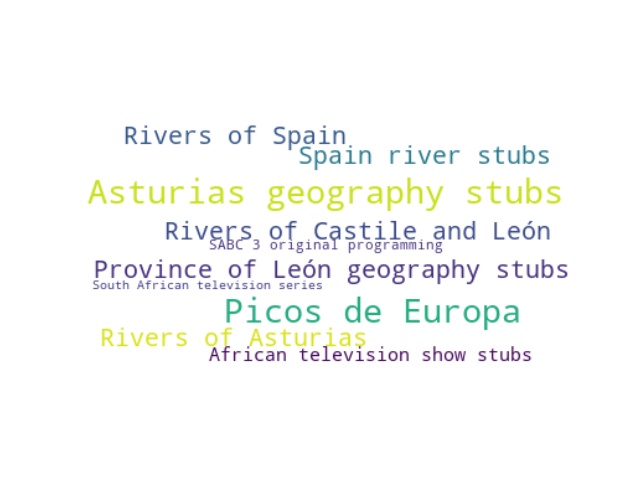 Rivers of Spain
Spain river stubs
Asturias geography stubs
Rivers of Castile and León
SABC 3 original programming
Province of León geography stubs
South African television series
Picos de Europa
Rivers of Asturias
African television show stubs